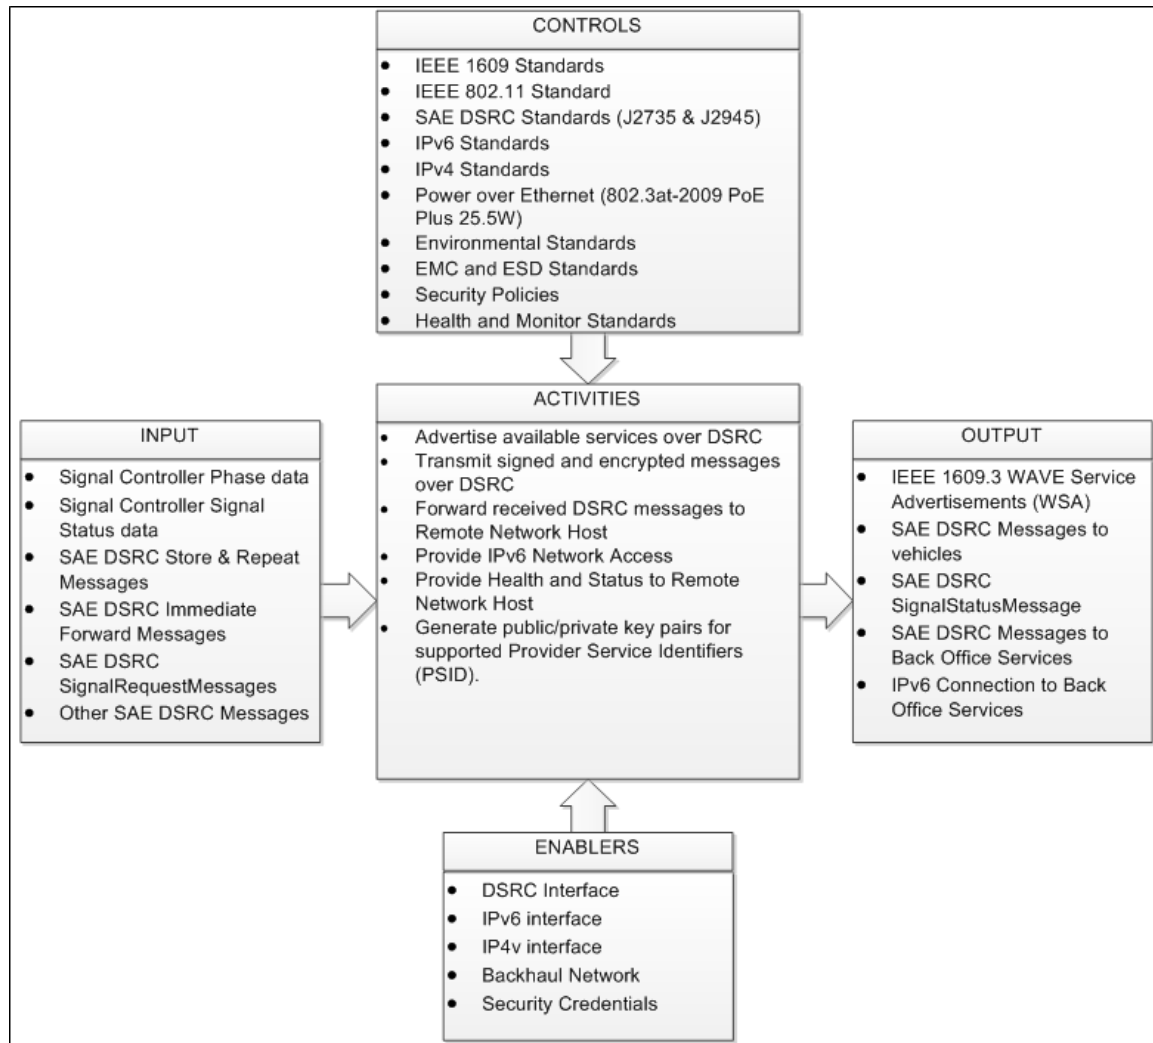 CONTROLS
IEEE 1609 Standards
IEEE 802.11 Standard
SAE DSRC Standards (J2735 & J2945)
IPv6 Standards
IPv4 Standards
Power over Ethernet (802.3at-2009 PoE
Plus 25.5W)
Environmental Standards
EMC and ESD Standards
Security Policies
Health and Monitor Standards
INPUT
Signal Controller Phase data
Signal Controller Signal
Status data
SAE DSRC Store & Repeat
Messages
SAE DSRC Immediate
Forward Messages
SAE DSRC
SignalRequestMessages
Other SAE DSRC Messages
ACTIVITIES
Advertise available services over DSRC
Transmit signed and encrypted messages
over DSRC
Forward received DSRC messages to
Remote Network Host
Provide IPv6 Network Access
Provide Health and Status to Remote
Network Host
Generate public/private key pairs for
supported Provider Service Identifiers
(PSID).
OUTPUT
IEEE 1609.3 WAVE Service
Advertisements (WSA)
SAE DSRC Messages to
vehicles
SAE DSRC
SignalStatusMessage
SAE DSRC Messages to
Back Office Services
IPv6 Connection to Back
Office Services
ENABLERS
DSRC Interface
IPv6 interface
IP4v interface
Backhaul Network
Security Credentials